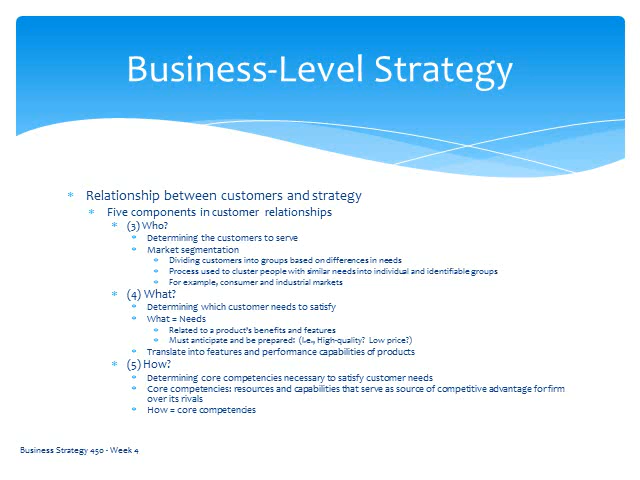 Business-Level Strategy
Relationship between customers and strategy
Five components in customer relationships
(3) Who?
Determining the customers to serve
Market segmentation
Dividing customers into groups based on differences in needs
Process used to cluster people with similar needs into individual and identifiable groups
For example, consumer and industrial markets
(4) What?
Determining which customer needs to satisfy
What = Needs
Related to a product's benefits and features
Must anticipate and be prepared: (i.e., High-quality? Low price?)
Translate into features and performance capabilities of products
(5) How?
Determining core competencies necessary to satisfy customer needs
Core competencies: resources and capabilities that serve as source of competitive advantage for firm
over its rivals
How = core competencies
Business Strategy 450 - Week 4